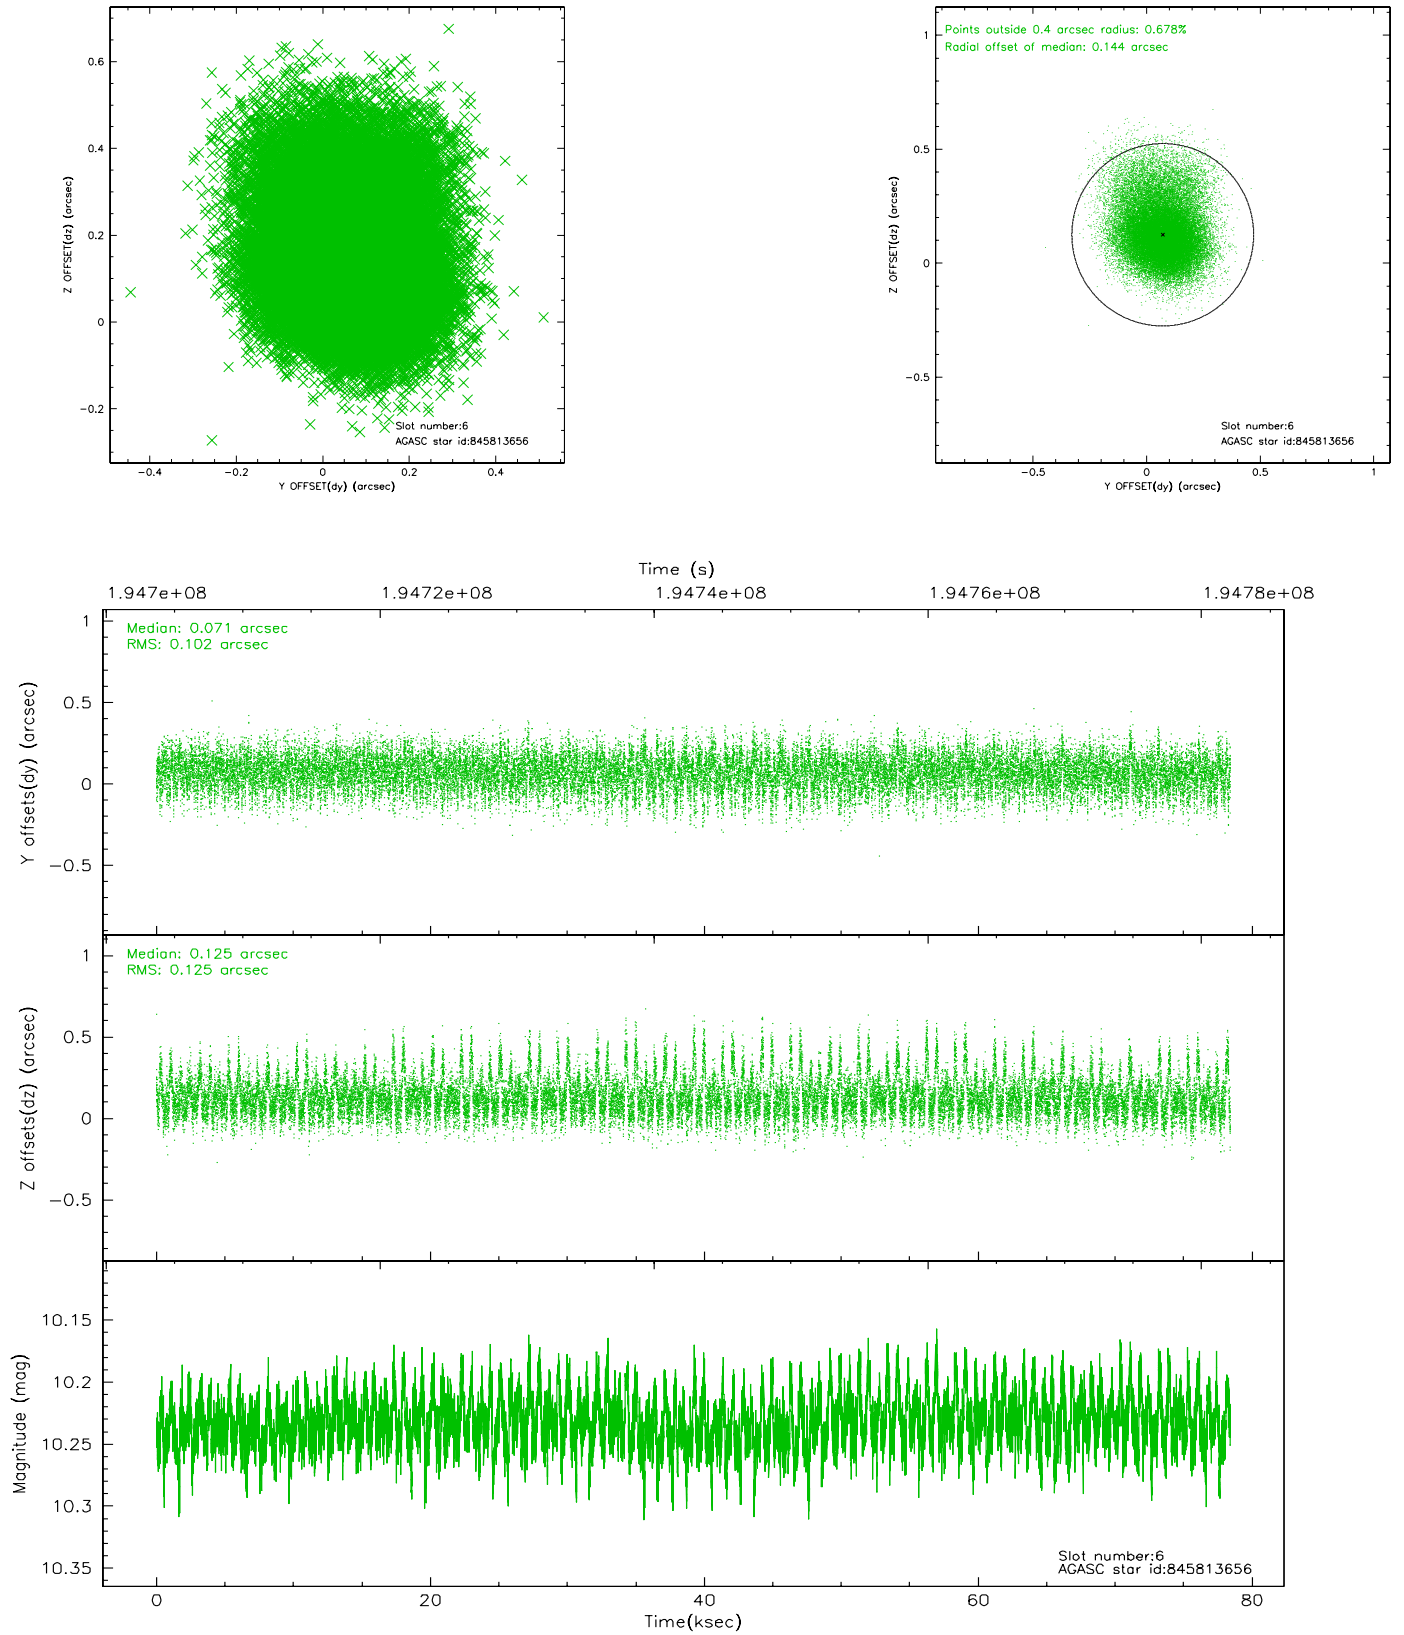 0.6
0.4
0.2
0
−0.2
Z OFFSET(dz) (arcsec)
−0.4 −0.2 0 0.2 0.4
Y OFFSET(dy) (arcsec)
Slot number:6
AGASC star id:845813656
Points outside 0.4 arcsec radius: 0.678%
Radial offset of median: 0.144 arcsec
1
0.5
0
−0.5
Z OFFSET(dz) (arcsec)
−0.5 0 0.5 1
Y OFFSET(dy) (arcsec)
Slot number:6
AGASC star id:845813656
Time (s)
1.947e+08 1.9472e+08 1.9474e+08 1.9476e+08 1.9478e+08
Median: 0.071 arcsec
RMS: 0.102 arcsec
1
0.5
0
−0.5
Y offsets(dy) (arcsec)
Median: 0.125 arcsec
RMS: 0.125 arcsec
1
0.5
0
−0.5
Z offsets(dz) (arcsec)
10.15
10.2
10.25
10.3
10.35
Magnitude (mag)
Slot number:6
AGASC star id:845813656
0 20 40 60 80
Time(ksec)